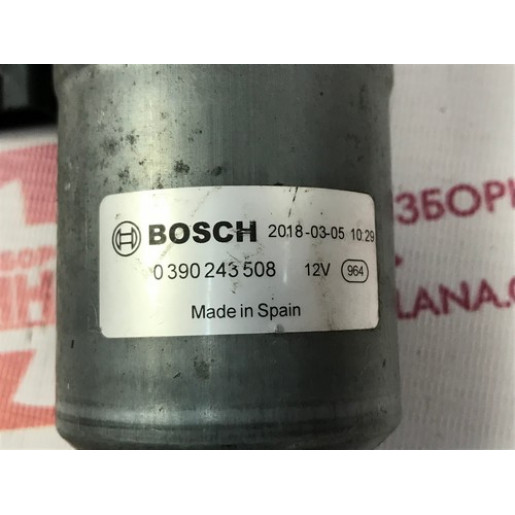 BOSCH 2018-03-05 10:29
0 390 243 508 12V 964
Made in Spain